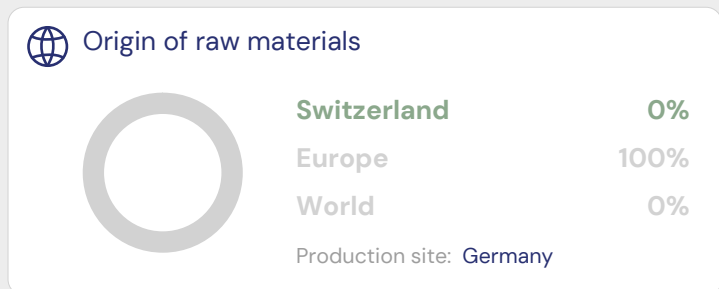 Origin of raw materials
Switzerland 0%
Europe 100%
World 0%
Production site: Germany